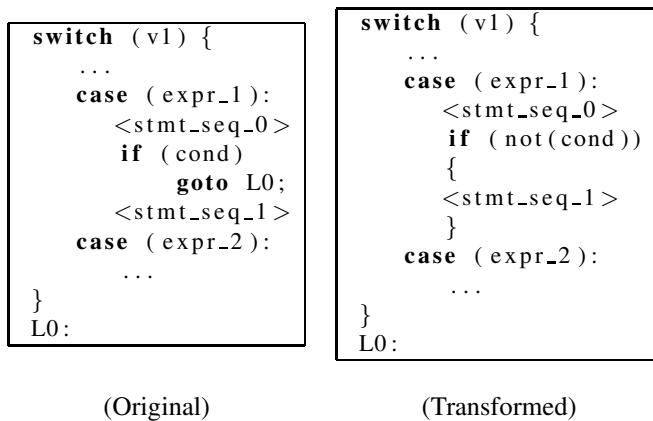 switch (v1) {
...
case (expr_1):
<stmt_seq_0>
if (cond)
goto L0;
<stmt_seq_1>
case (expr_2):
...
}
L0:
(Original)
switch (v1) {
...
case (expr_1):
<stmt_seq_0>
if (not(cond))
{
<stmt_seq_1>
}
case (expr_2):
...
}
L0:
(Transformed)